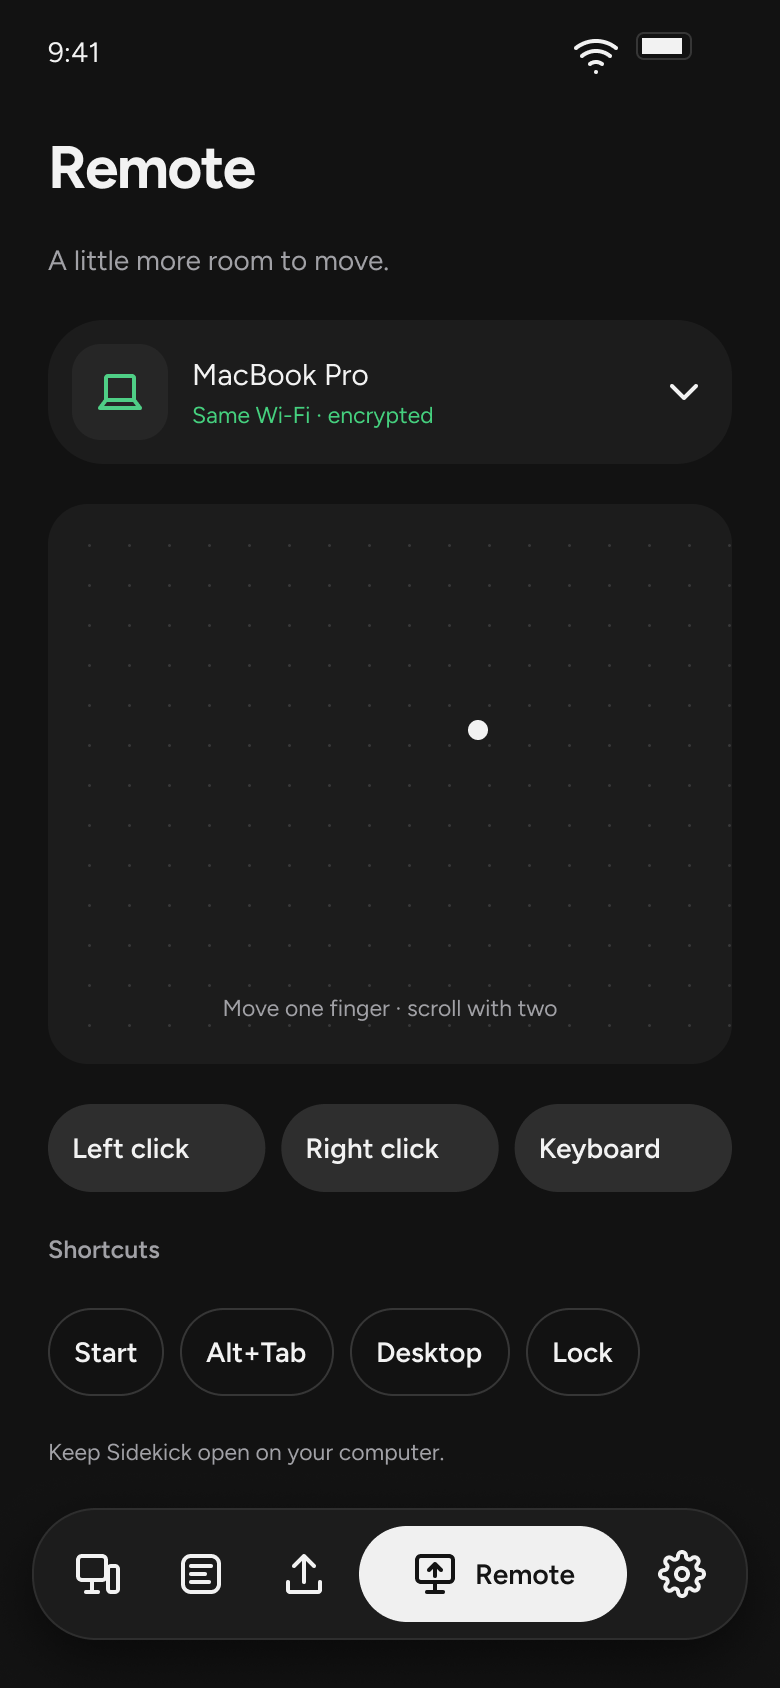 9:41
Remote
A little more room to move.
MacBook Pro
Same Wi-Fi · encrypted
Move one finger · scroll with two
Left click
Right click
Keyboard
Shortcuts
Start
Alt+Tab
Desktop
Lock
Keep Sidekick open on your computer.
Remote